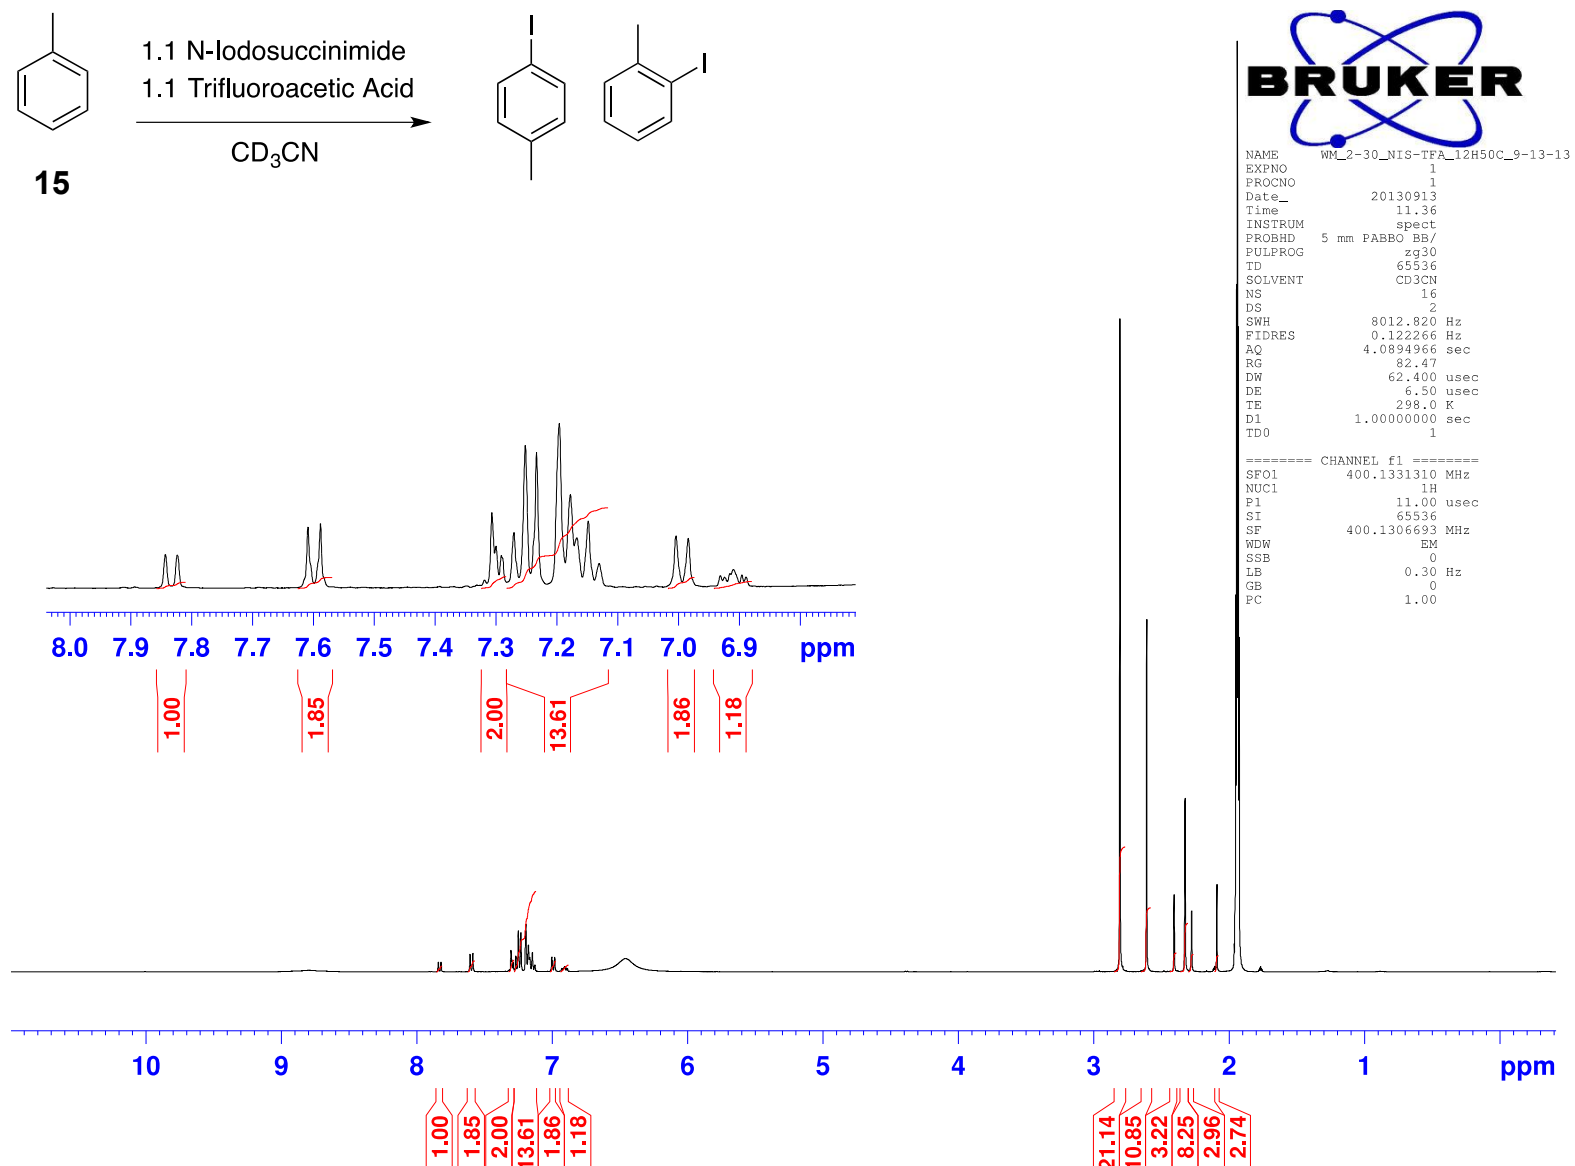 1.1 N-Iodosuccinimide
1.1 Trifluoroacetic Acid
CD3CN
15
I
I
BRUKER
NAME WM_2-30_NIS-TFA_12H50C_9-13-13
EXPNO 1
PROCNO 1
Date_ 20130913
Time 11.36
INSTRUM spect
PROBHD 5 mm PABBO BB/
PULPROG zg30
TD 65536
SOLVENT CD3CN
NS 16
DS 2
SWH 8012.820 Hz
FIDRES 0.122266 Hz
AQ 4.0894966 sec
RG 82.47
DW 62.400 usec
DE 6.50 usec
TE 298.0 K
D1 1.00000000 sec
TD0 1
======== CHANNEL f1 ========
SFO1 400.1331310 MHz
NUC1 1H
P1 11.00 usec
SI 65536
SF 400.1306693 MHz
WDW EM
SSB 0
LB 0.30 Hz
GB 0
PC 1.00
8.0 7.9 7.8 7.7 7.6 7.5 7.4 7.3 7.2 7.1 7.0 6.9 ppm
1.00 1.85 2.00 13.61 1.86 1.18
10 9 8 7 6 5 4 3 2 1 ppm
1.00 1.85 2.00 13.61 1.86 1.18 21.14 10.85 3.22 8.25 2.96 2.74